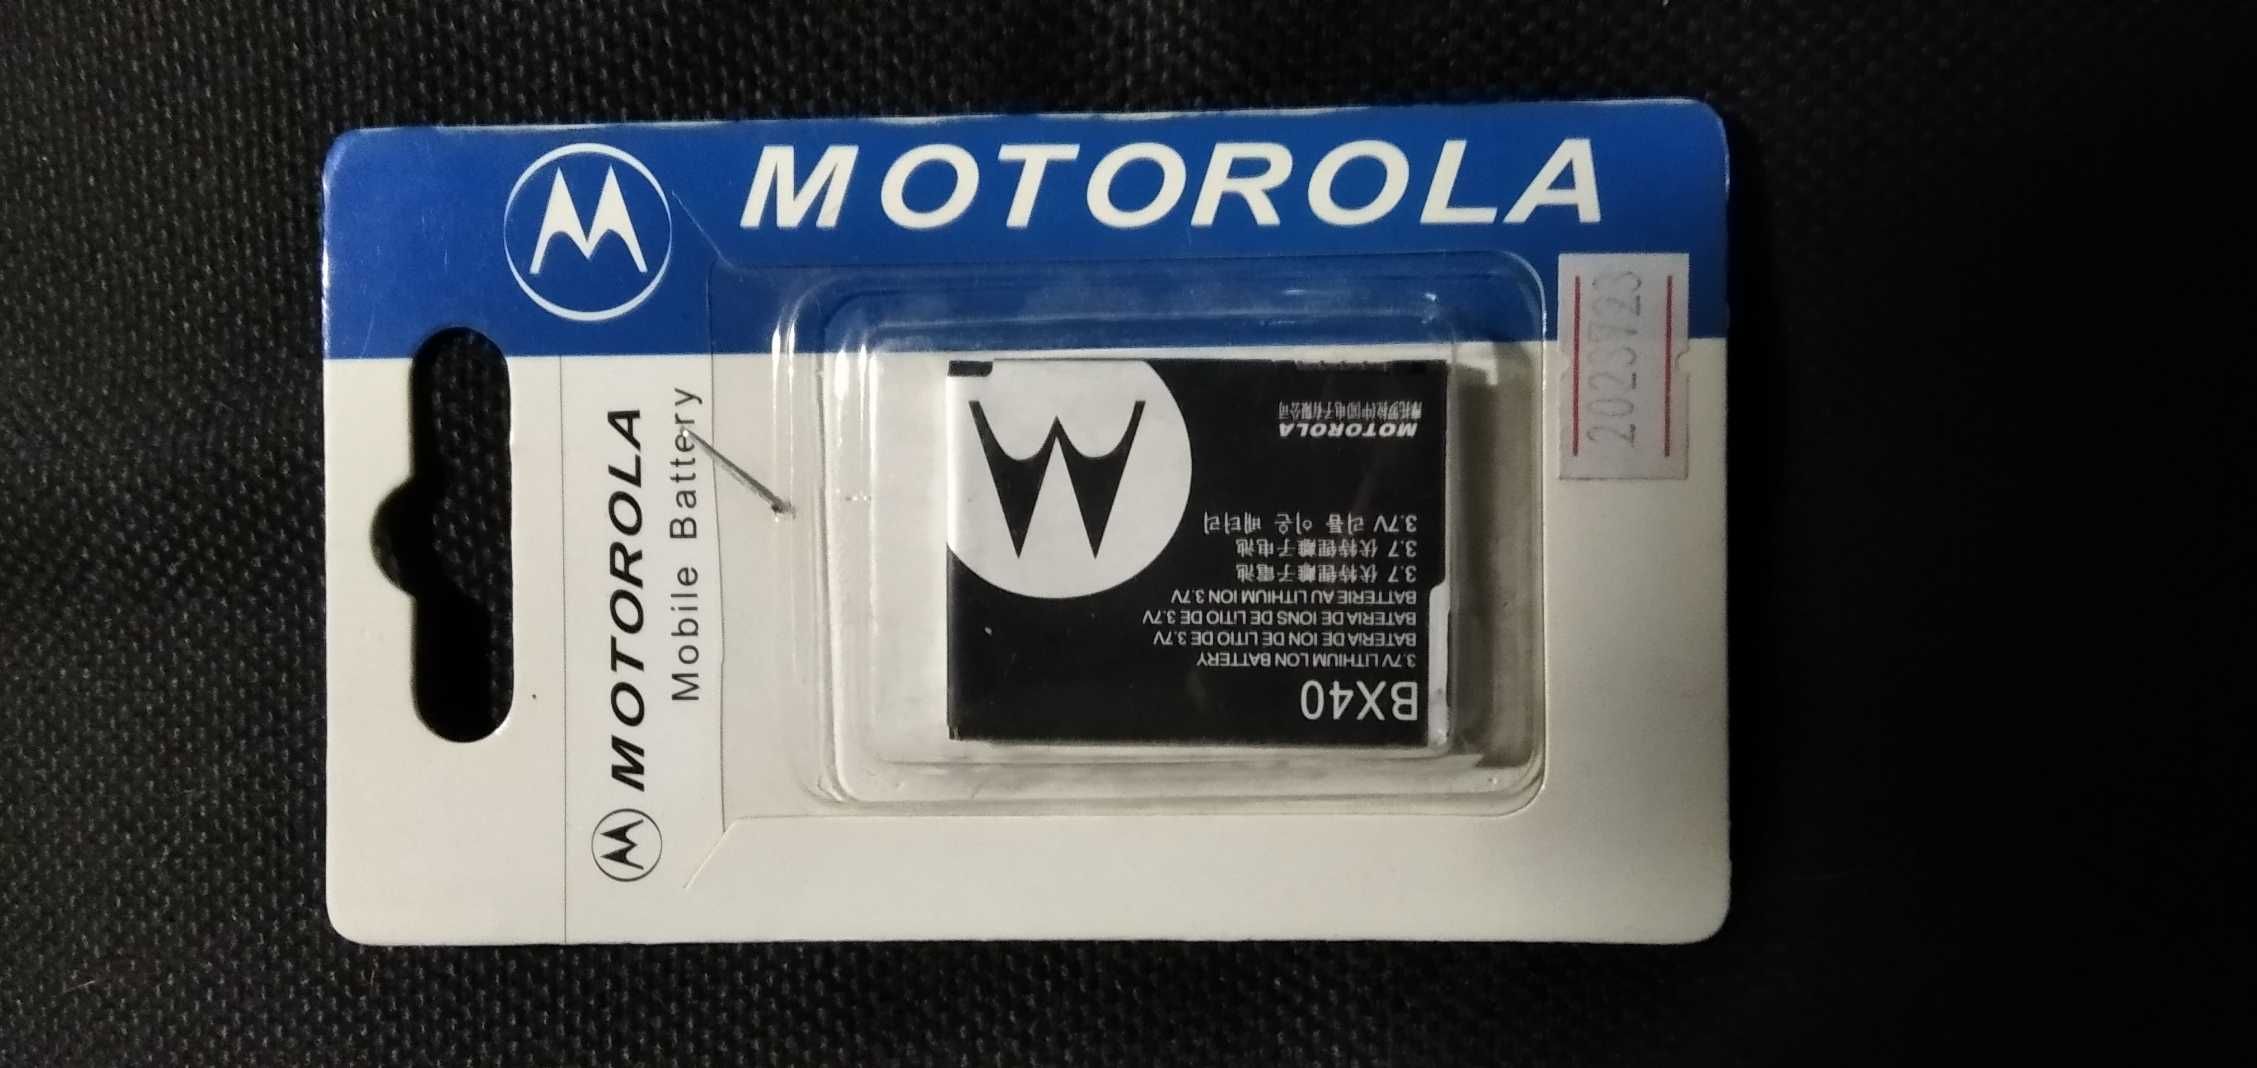 MOTOROLA
2023723
MOTOROLA
Mobile Battery
BX40
3.7V LITHIUM LON BATTERY
BATERIA DE ION DE LITIO DE 3.7V
BATERIA DE IONS DE LITIO DE 3.7V
BATTERIE AU LITHIUM ION 3.7V
3.7 伏特锂離子電池
3.7 伏特锂離子电池
3.7V 리튬 이온 배터리
MOTOROLA